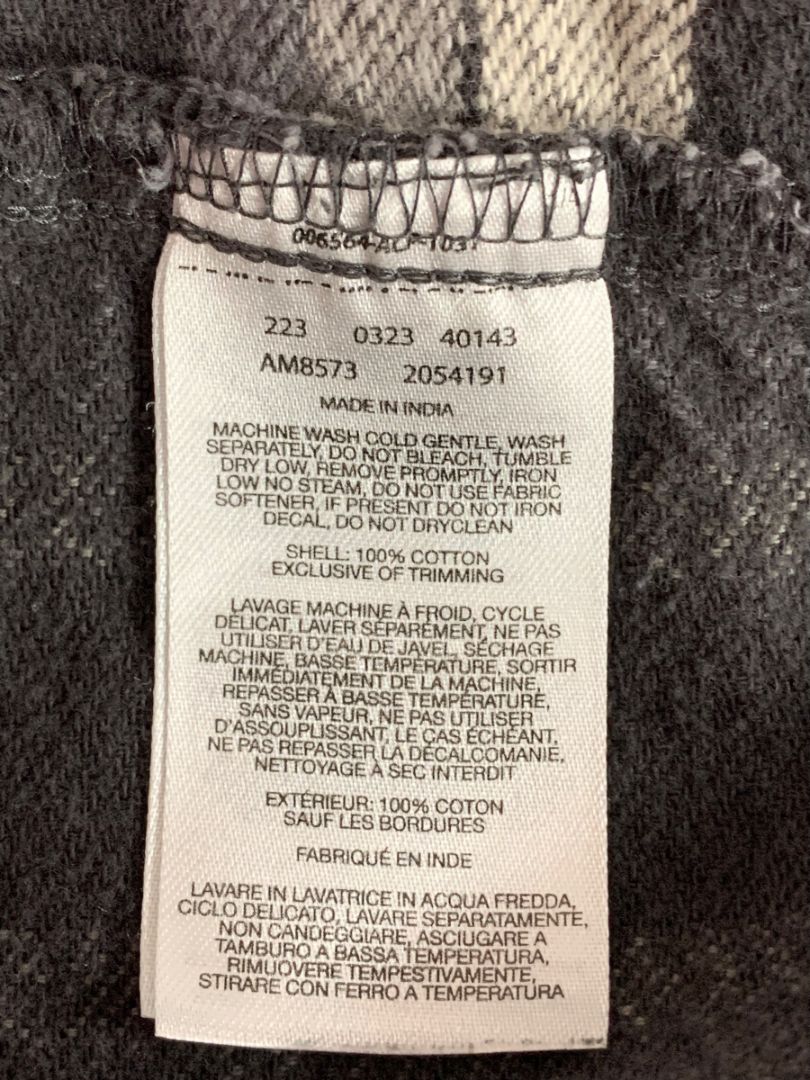 223 0323 40143
AM8573 2054191
MADE IN INDIA
MACHINE WASH COLD GENTLE, WASH
SEPARATELY, DO NOT BLEACH, TUMBLE
DRY LOW, REMOVE PROMPTLY, IRON
LOW NO STEAM, DO NOT USE FABRIC
SOFTENER, IF PRESENT DO NOT IRON
DECAL, DO NOT DRYCLEAN
SHELL: 100% COTTON
EXCLUSIVE OF TRIMMING
LAVAGE MACHINE À FROID, CYCLE
DÉLICAT, LAVER SÉPARÉMENT, NE PAS
UTILISER D'EAU DE JAVEL, SÉCHAGE
MACHINE, BASSE TEMPÉRATURE, SORTIR
IMMÉDIATEMENT DE LA MACHINE,
REPASSER À BASSE TEMPÉRATURE,
SANS VAPEUR, NE PAS UTILISER
D'ASSOUPLISSANT, LE CAS ÉCHÉANT,
NE PAS REPASSER LA DÉCALCOMANIE,
NETTOYAGE À SEC INTERDIT
EXTÉRIEUR: 100% COTON
SAUF LES BORDURES
FABRIQUÉ EN INDE
LAVARE IN LAVATRICE IN ACQUA FREDDA,
CICLO DELICATO, LAVARE SEPARATAMENTE,
NON CANDEGGIARE, ASCIUGARE A
TAMBURO A BASSA TEMPERATURA,
RIMUOVERE TEMPESTIVAMENTE,
STIRARE CON FERRO A TEMPERATURA